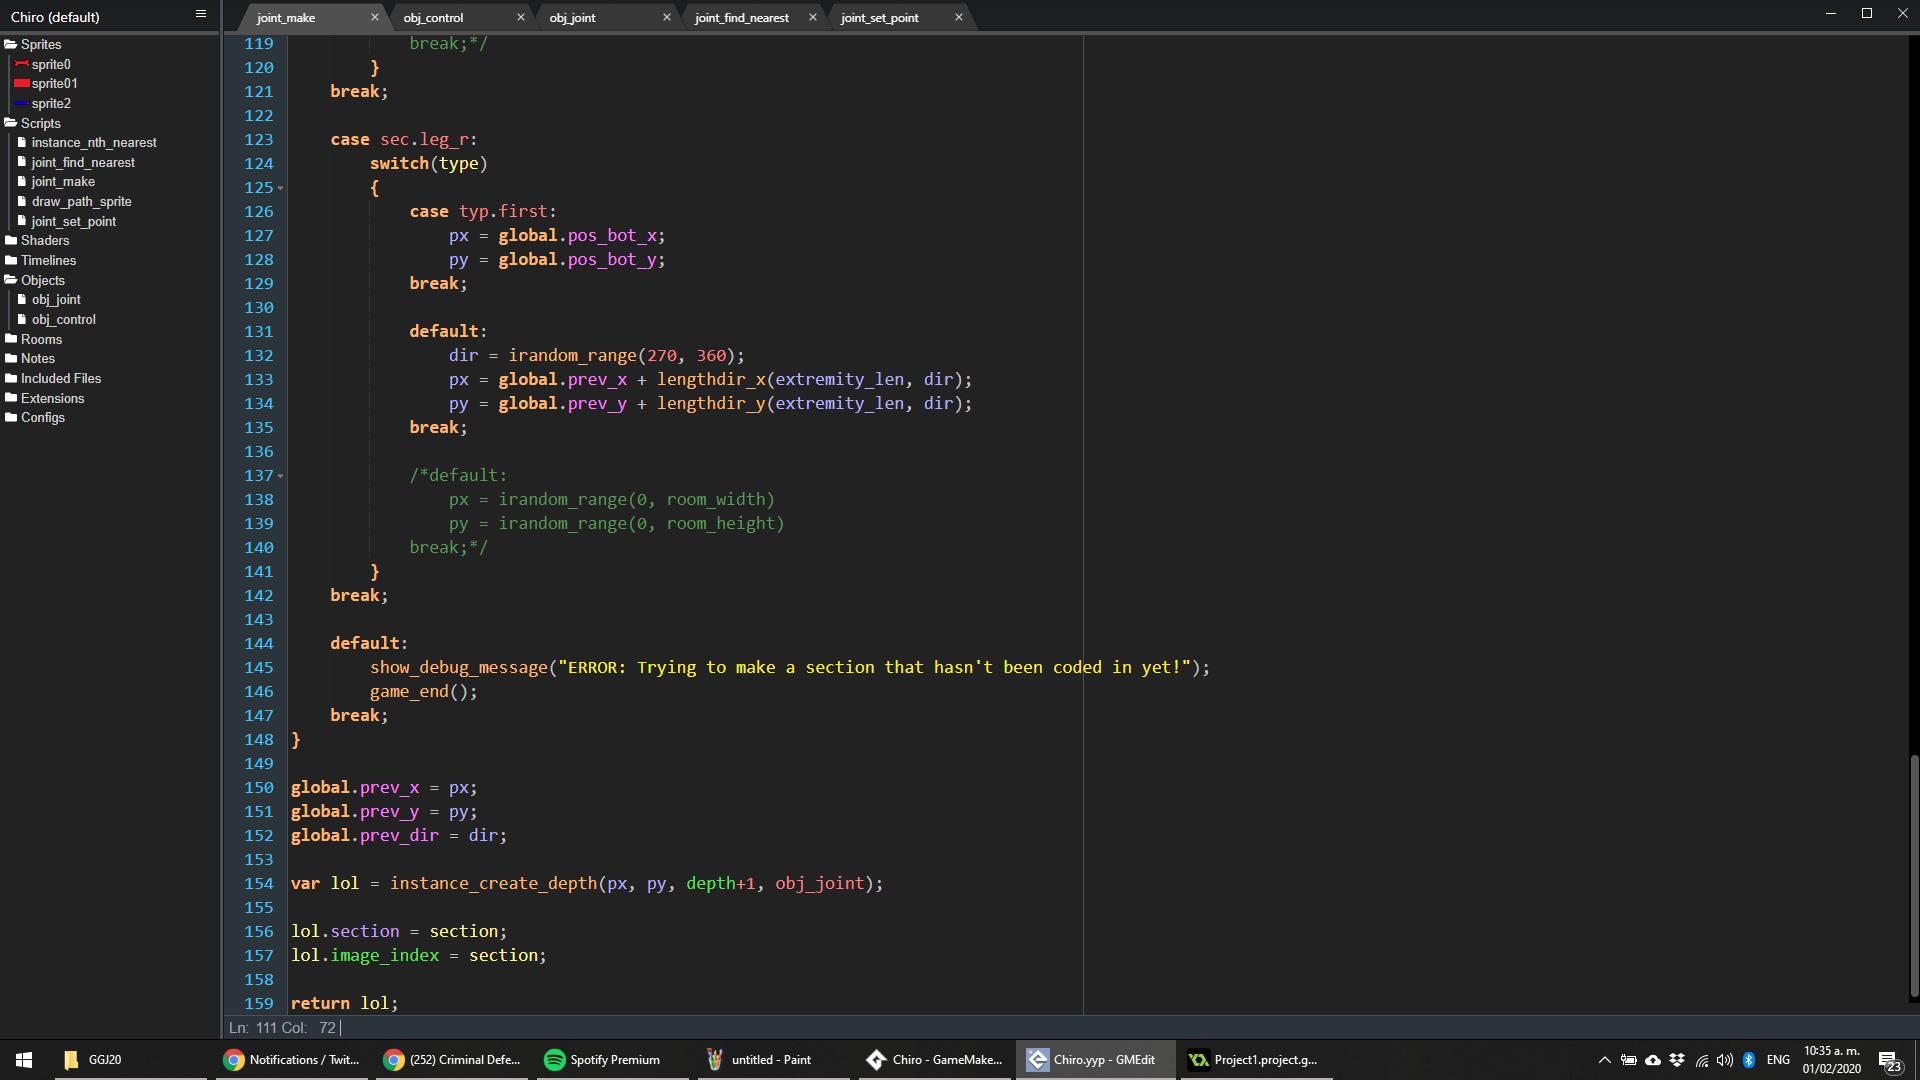 Chiro (default)
joint_make
obj_control
obj_joint
joint_find_nearest
joint_set_point
Sprites
sprite0
sprite01
sprite2
Scripts
instance_nth_nearest
joint_find_nearest
joint_make
draw_path_sprite
joint_set_point
Shaders
Timelines
Objects
obj_joint
obj_control
Rooms
Notes
Included Files
Extensions
Configs
119 break;*/
120 }
121 break;
122
123 case sec.leg_r:
124 switch(type)
125 {
126 case typ.first:
127 px = global.pos_bot_x;
128 py = global.pos_bot_y;
129 break;
130
131 default:
132 dir = irandom_range(270, 360);
133 px = global.prev_x + lengthdir_x(extremity_len, dir);
134 py = global.prev_y + lengthdir_y(extremity_len, dir);
135 break;
136
137 /*default:
138 px = irandom_range(0, room_width)
139 py = irandom_range(0, room_height)
140 break;*/
141 }
142 break;
143
144 default:
145 show_debug_message("ERROR: Trying to make a section that hasn't been coded in yet!");
146 game_end();
147 break;
148 }
149
150 global.prev_x = px;
151 global.prev_y = py;
152 global.prev_dir = dir;
153
154 var lol = instance_create_depth(px, py, depth+1, obj_joint);
155
156 lol.section = section;
157 lol.image_index = section;
158
159 return lol;
Ln: 111 Col: 72
GGJ20
Notifications / Twit...
(252) Criminal Defe...
Spotify Premium
untitled - Paint
Chiro - GameMake...
Chiro.yyp - GMEdit
Project1.project.g...
ENG
10:35 a. m.
01/02/2020
23